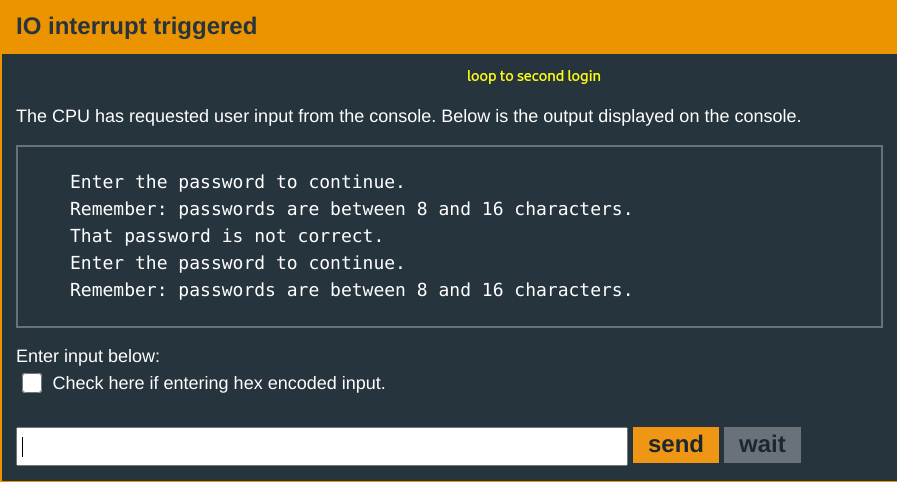 IO interrupt triggered
loop to second login
The CPU has requested user input from the console. Below is the output displayed on the console.
Enter the password to continue.
Remember: passwords are between 8 and 16 characters.
That password is not correct.
Enter the password to continue.
Remember: passwords are between 8 and 16 characters.
Enter input below:
Check here if entering hex encoded input.
send wait